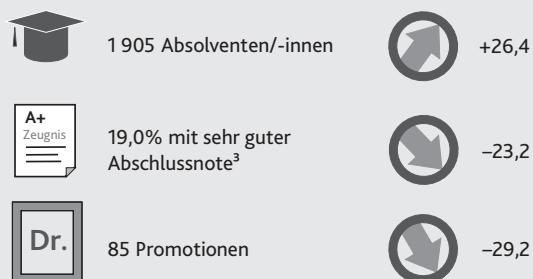 1 905 Absolventen/-innen
+26,4
A+
Zeugnis
19,0% mit sehr guter
Abschlussnote³
–23,2
Dr.
85 Promotionen
–29,2